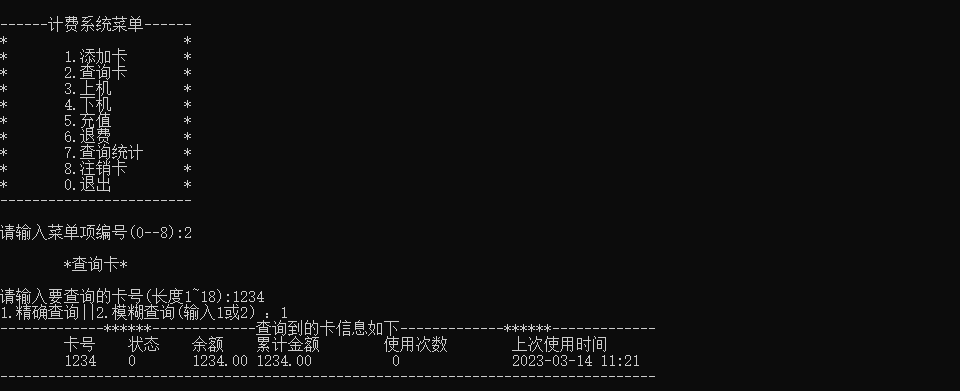 ------计费系统菜单------
*                      *
*       1.添加卡       *
*       2.查询卡       *
*       3.上机         *
*       4.下机         *
*       5.充值         *
*       6.退费         *
*       7.查询统计     *
*       8.注销卡       *
*       0.退出         *
------------------------
请输入菜单项编号(0--8):2
*查询卡*
请输入要查询的卡号(长度1~18):1234
1.精确查询||2.模糊查询(输入1或2) ：1
-------------******-------------查询到的卡信息如下-------------******-------------
卡号    状态    余额    累计金额        使用次数        上次使用时间
1234    0       1234.00 1234.00          0              2023-03-14 11:21
----------------------------------------------------------------------------------